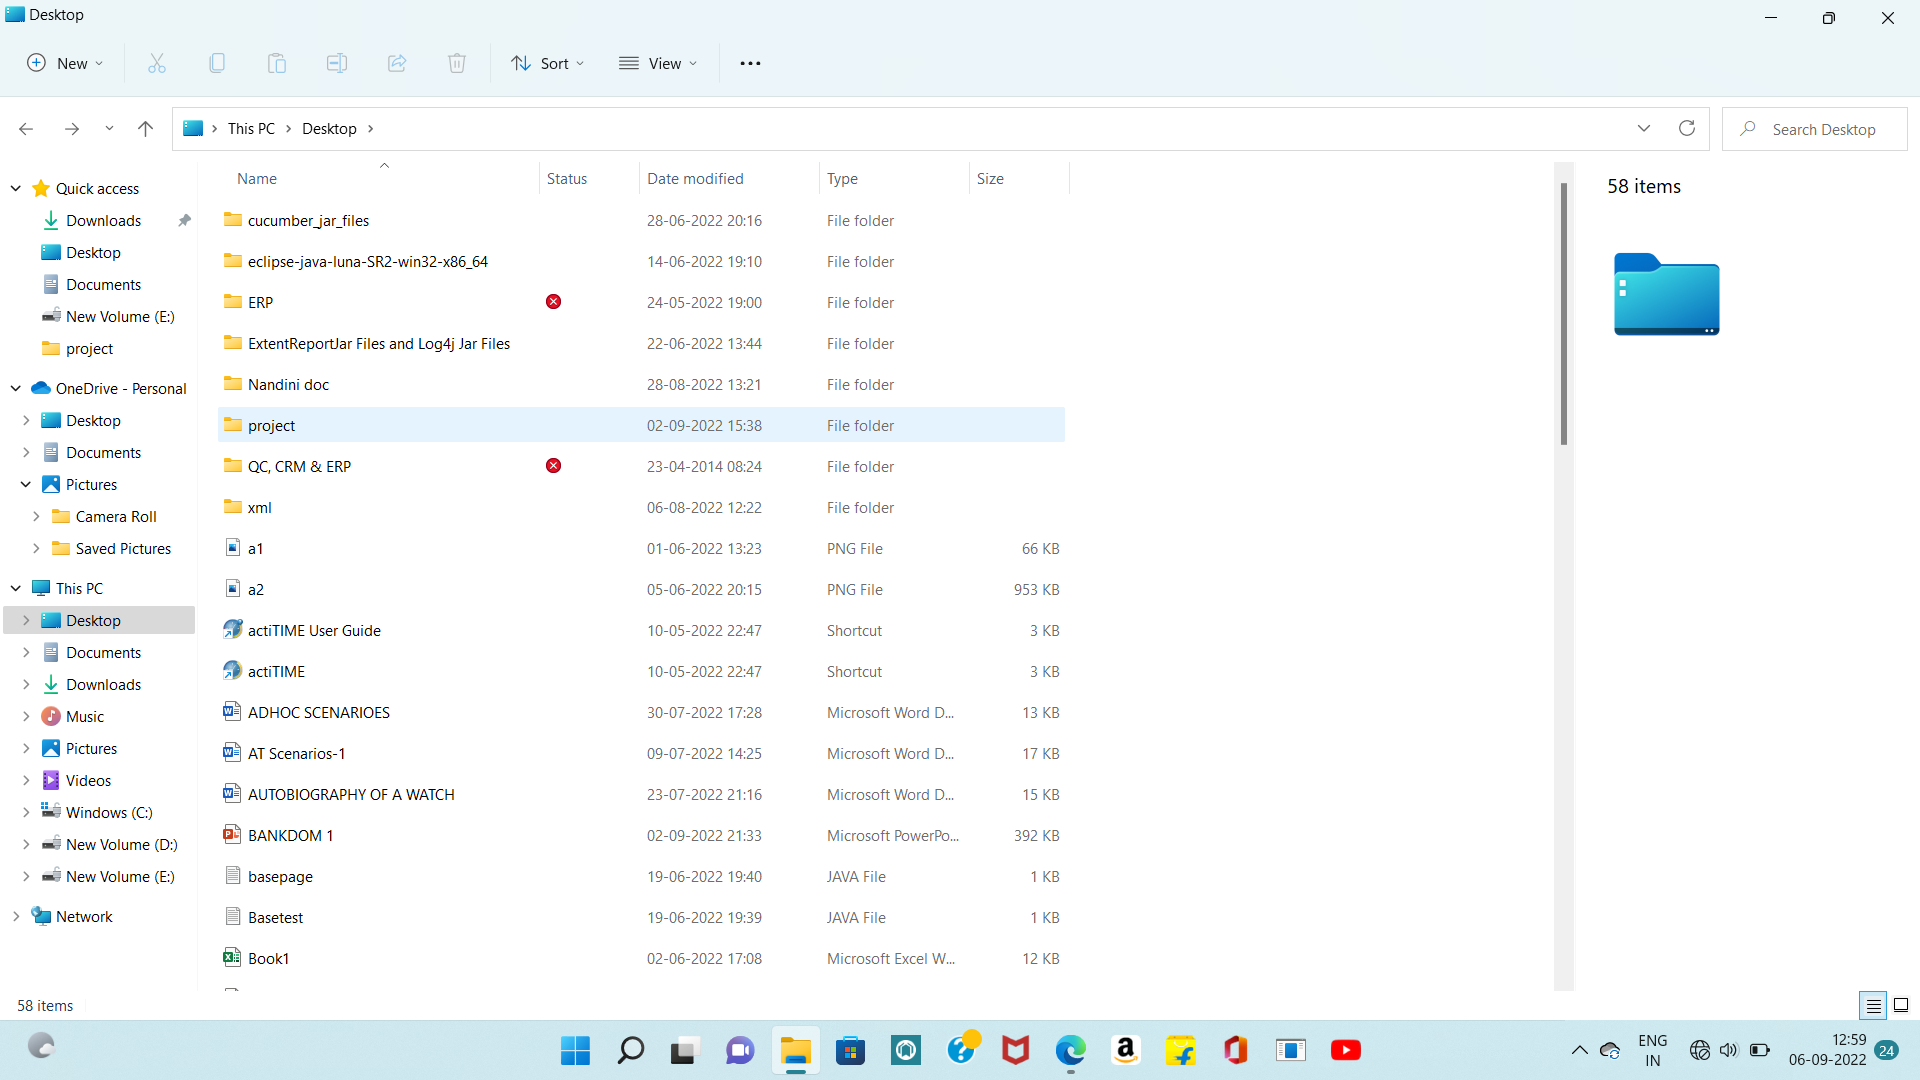 Desktop
New
Sort
View
This PC
Desktop
Search Desktop
Quick access
Downloads
Desktop
Documents
New Volume (E:)
project
OneDrive - Personal
Desktop
Documents
Pictures
Camera Roll
Saved Pictures
This PC
Desktop
Documents
Downloads
Music
Pictures
Videos
Windows (C:)
New Volume (D:)
New Volume (E:)
Network
Name Status Date modified Type Size
cucumber_jar_files 28-06-2022 20:16 File folder
eclipse-java-luna-SR2-win32-x86_64 14-06-2022 19:10 File folder
ERP 24-05-2022 19:00 File folder
ExtentReportJar Files and Log4j Jar Files 22-06-2022 13:44 File folder
Nandini doc 28-08-2022 13:21 File folder
project 02-09-2022 15:38 File folder
QC, CRM & ERP 23-04-2014 08:24 File folder
xml 06-08-2022 12:22 File folder
a1 01-06-2022 13:23 PNG File 66 KB
a2 05-06-2022 20:15 PNG File 953 KB
actiTIME User Guide 10-05-2022 22:47 Shortcut 3 KB
actiTIME 10-05-2022 22:47 Shortcut 3 KB
ADHOC SCENARIOES 30-07-2022 17:28 Microsoft Word D... 13 KB
AT Scenarios-1 09-07-2022 14:25 Microsoft Word D... 17 KB
AUTOBIOGRAPHY OF A WATCH 23-07-2022 21:16 Microsoft Word D... 15 KB
BANKDOM 1 02-09-2022 21:33 Microsoft PowerPo... 392 KB
basepage 19-06-2022 19:40 JAVA File 1 KB
Basetest 19-06-2022 19:39 JAVA File 1 KB
Book1 02-06-2022 17:08 Microsoft Excel W... 12 KB
58 items
58 items
ENG
IN
12:59
06-09-2022
24